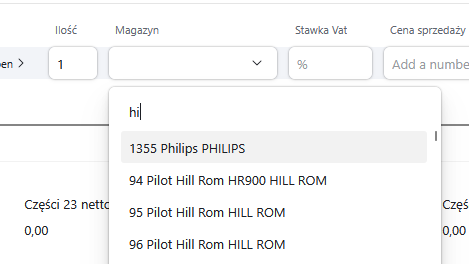 Ilość Magazyn Stawka Vat Cena sprzedaży
en 1 % Add a numbe
hi
1355 Philips PHILIPS
94 Pilot Hill Rom HR900 HILL ROM
Części 23 netto 95 Pilot Hill Rom HILL ROM Częś
0,00 96 Pilot Hill Rom HILL ROM 0,00